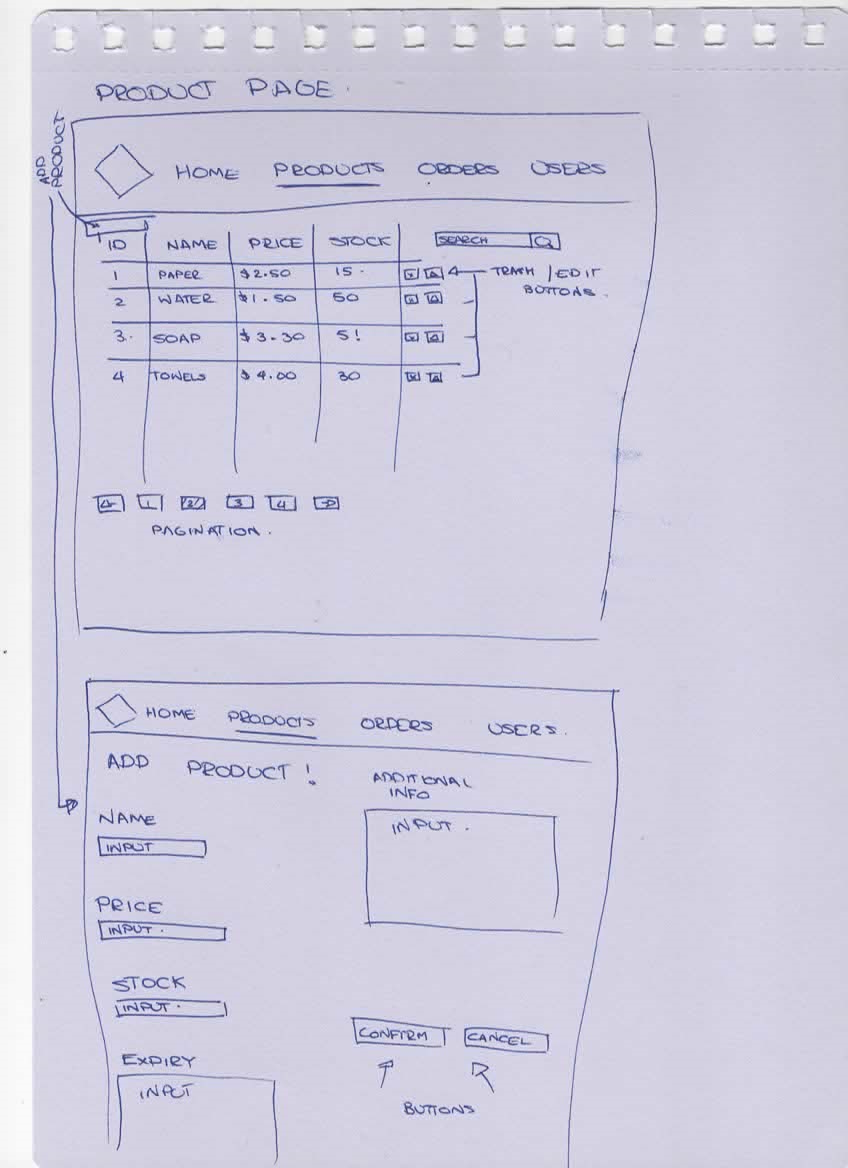 PRODUCT PAGE.
ADD PRODUCT
HOME PRODUCTS ORDERS USERS
ID NAME PRICE STOCK SEARCH
1 PAPER $2.50 15.
TRASH / EDIT
BUTTONS.
2 WATER $1.50 50
3. SOAP $3.30 5!
4 TOWELS $4.00 30
1 2 3 4
PAGINATION.
HOME PRODUCTS ORDERS USERS.
ADD PRODUCT!
ADDITIONAL
INFO
INPUT.
NAME
INPUT
PRICE
INPUT.
STOCK
INPUT.
CONFIRM CANCEL
EXPIRY
INPUT
BUTTONS